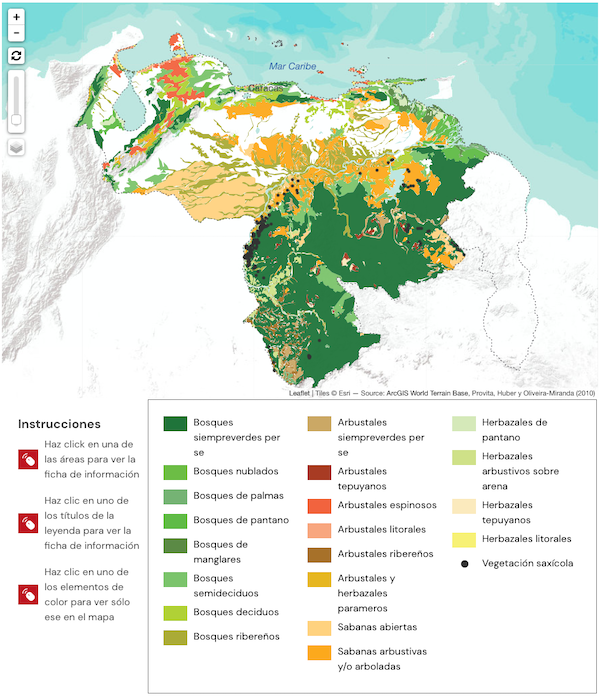 +
−
Mar Caribe
Caracas
Leaflet | Tiles © Esri — Source: ArcGIS World Terrain Base, Provita, Huber y Oliveira-Miranda (2010)
Instrucciones
Haz click en una de
las áreas para ver la
ficha de información
Haz clic en uno de
los títulos de la
leyenda para ver la
ficha de información
Haz clic en uno de
los elementos de
color para ver sólo
ese en el mapa
Bosques
siempreverdes per
se
Bosques nublados
Bosques de palmas
Bosques de pantano
Bosques de
manglares
Bosques
semideciduos
Bosques deciduos
Bosques ribereños
Arbustales
siempreverdes per
se
Arbustales
tepuyanos
Arbustales espinosos
Arbustales litorales
Arbustales ribereños
Arbustales y
herbazales
parameros
Sabanas abiertas
Sabanas arbustivas
y/o arboladas
Herbazales de
pantano
Herbazales
arbustivos sobre
arena
Herbazales
tepuyanos
Herbazales litorales
Vegetación saxícola